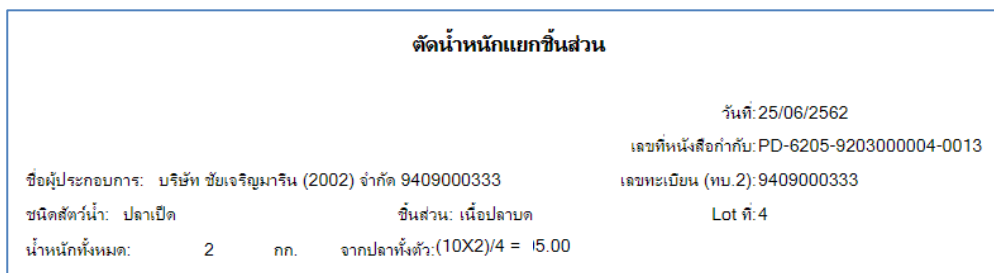 ตัดน้ำหนักแยกชิ้นส่วน
วันที่: 25/06/2562
เลขที่หนังสือกำกับ: PD-6205-9203000004-0013
ชื่อผู้ประกอบการ: บริษัท ชัยเจริญมาริน (2002) จำกัด 9409000333 เลขทะเบียน (ทบ.2): 9409000333
ชนิดสัตว์น้ำ: ปลาเป็ด ชิ้นส่วน: เนื้อปลาบด Lot ที่: 4
น้ำหนักทั้งหมด: 2 กก. จากปลาทั้งตัว: (10X2)/4 =